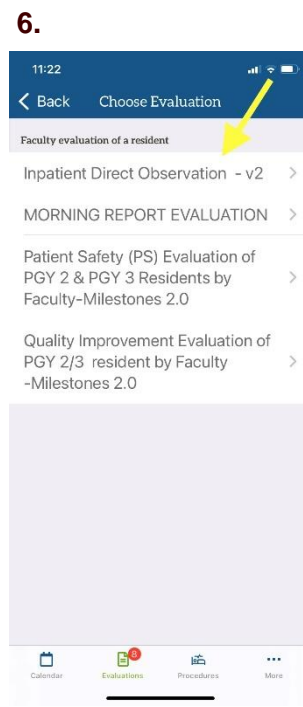 6.
11:22
Back Choose Evaluation
Faculty evaluation of a resident
Inpatient Direct Observation - v2
MORNING REPORT EVALUATION
Patient Safety (PS) Evaluation of
PGY 2 & PGY 3 Residents by
Faculty-Milestones 2.0
Quality Improvement Evaluation of
PGY 2/3 resident by Faculty
-Milestones 2.0
8
Calendar Evaluations Procedures More